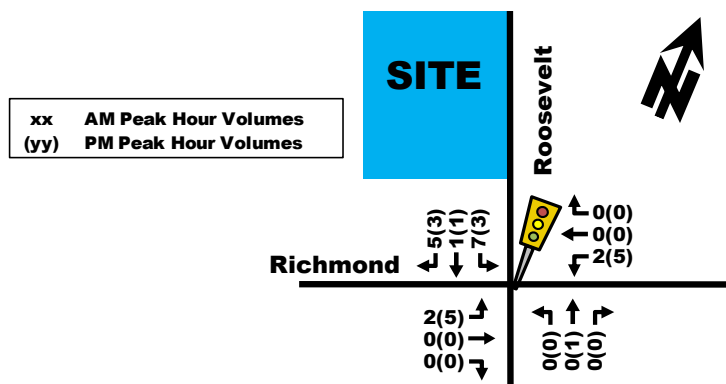 SITE
Roosevelt
xx AM Peak Hour Volumes
(yy) PM Peak Hour Volumes
5(3)
1(1)
7(3)
0(0)
0(0)
2(5)
Richmond
2(5)
0(0)
0(0)
0(0)
0(1)
0(0)
N